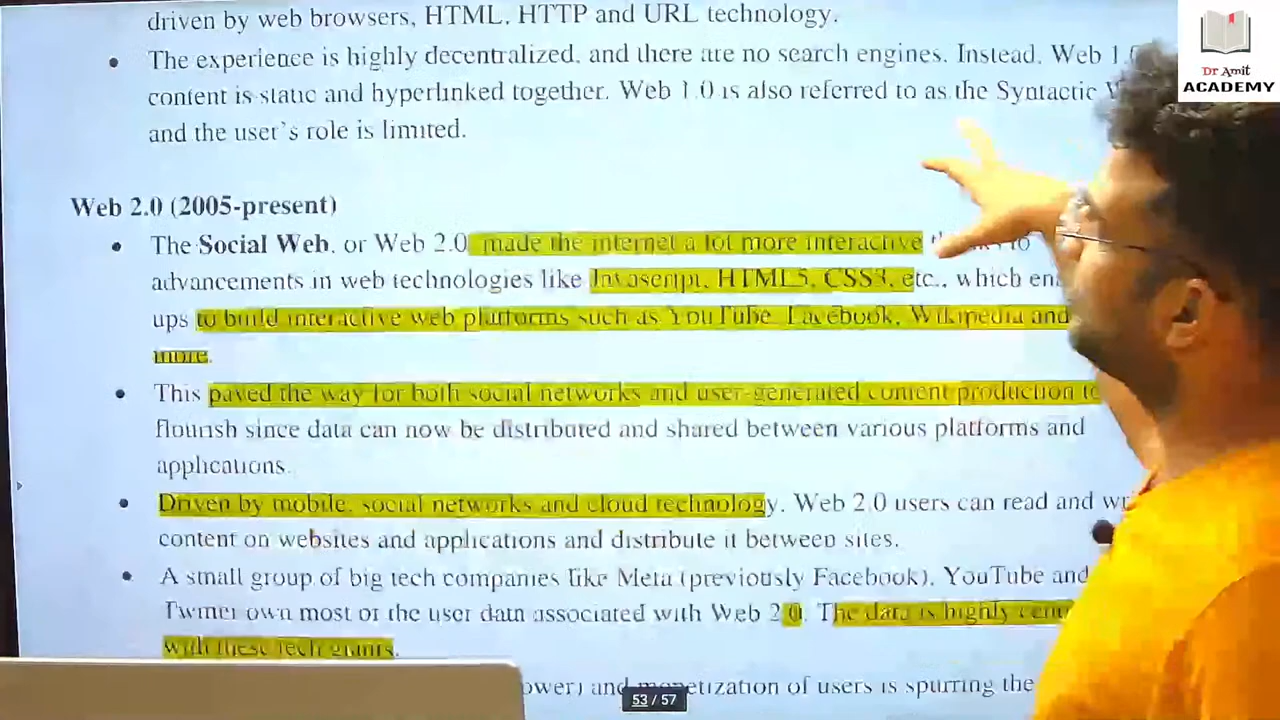 driven by web browsers, HTML, HTTP and URL technology.
The experience is highly decentralized, and there are no search engines. Instead, Web 1.0
content is static and hyperlinked together. Web 1.0 is also referred to as the Syntactic
and the user's role is limited.
Web 2.0 (2005-present)
The Social Web, or Web 2.0 made the internet a lot more interactive
advancements in web technologies like Javascript, HTML5, CSS3, etc., which
ups to build interactive web platforms such as YouTube, Facebook, Wikipedia and
more.
This paved the way for both social networks and user-generated content production to
flourish since data can now be distributed and shared between various platforms and
applications.
Driven by mobile, social networks and cloud technology. Web 2.0 users can read and
content on websites and applications and distribute it between sites.
A small group of big tech companies like Meta (previously Facebook), YouTube and
Twitter own most of the user data associated with Web 2.0. The data is highly
with these tech giants.
and monetization of users is spurring the
53 / 57
Dr Amit
ACADEMY